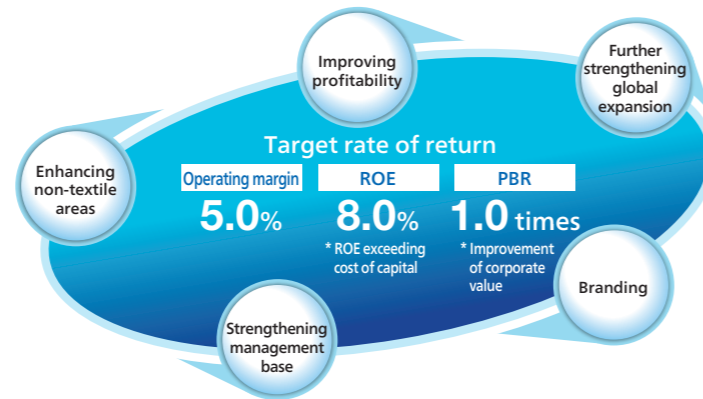 Improving
profitability
Further
strengthening
global
expansion
Enhancing
non-textile
areas
Target rate of return
Operating margin
5.0%
ROE
8.0%
* ROE exceeding
cost of capital
PBR
1.0 times
* Improvement
of corporate
value
Branding
Strengthening
management
base